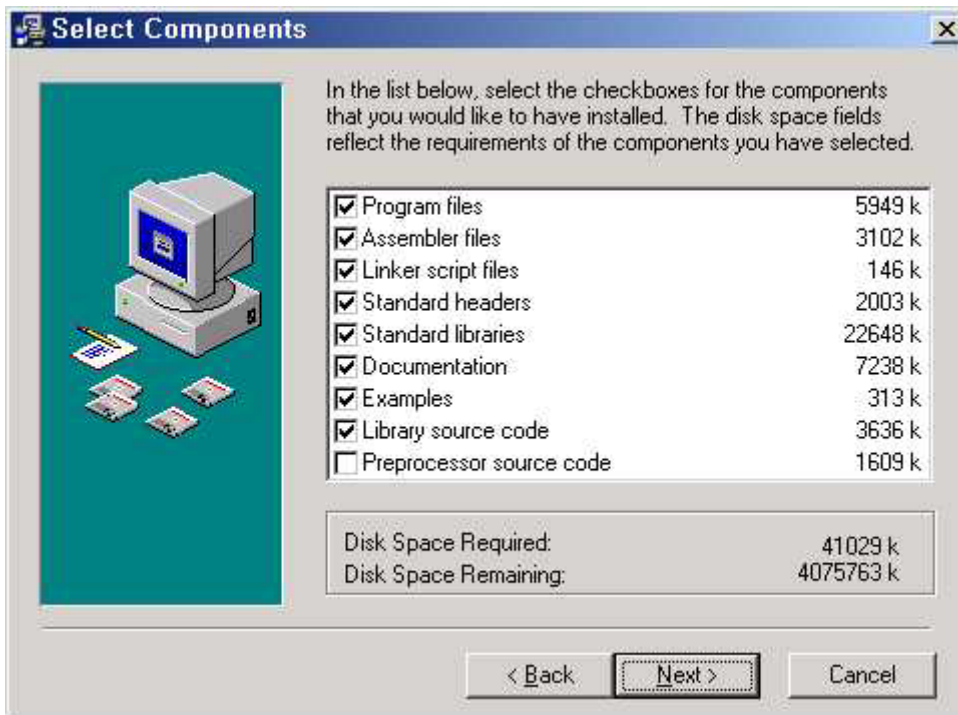 Select Components
In the list below, select the checkboxes for the components
that you would like to have installed. The disk space fields
reflect the requirements of the components you have selected.
Program files 5949 k
Assembler files 3102 k
Linker script files 146 k
Standard headers 2003 k
Standard libraries 22648 k
Documentation 7238 k
Examples 313 k
Library source code 3636 k
Preprocessor source code 1609 k
Disk Space Required: 41029 k
Disk Space Remaining: 4075763 k
< Back Next > Cancel